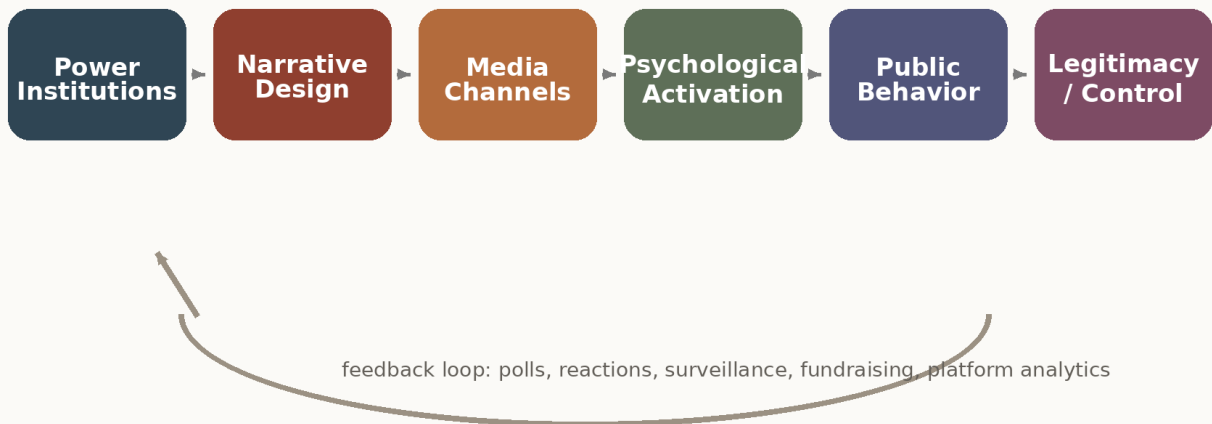 Power
Institutions
Narrative
Design
Media
Channels
Psychological
Activation
Public
Behavior
Legitimacy
/ Control
feedback loop: polls, reactions, surveillance, fundraising, platform analytics